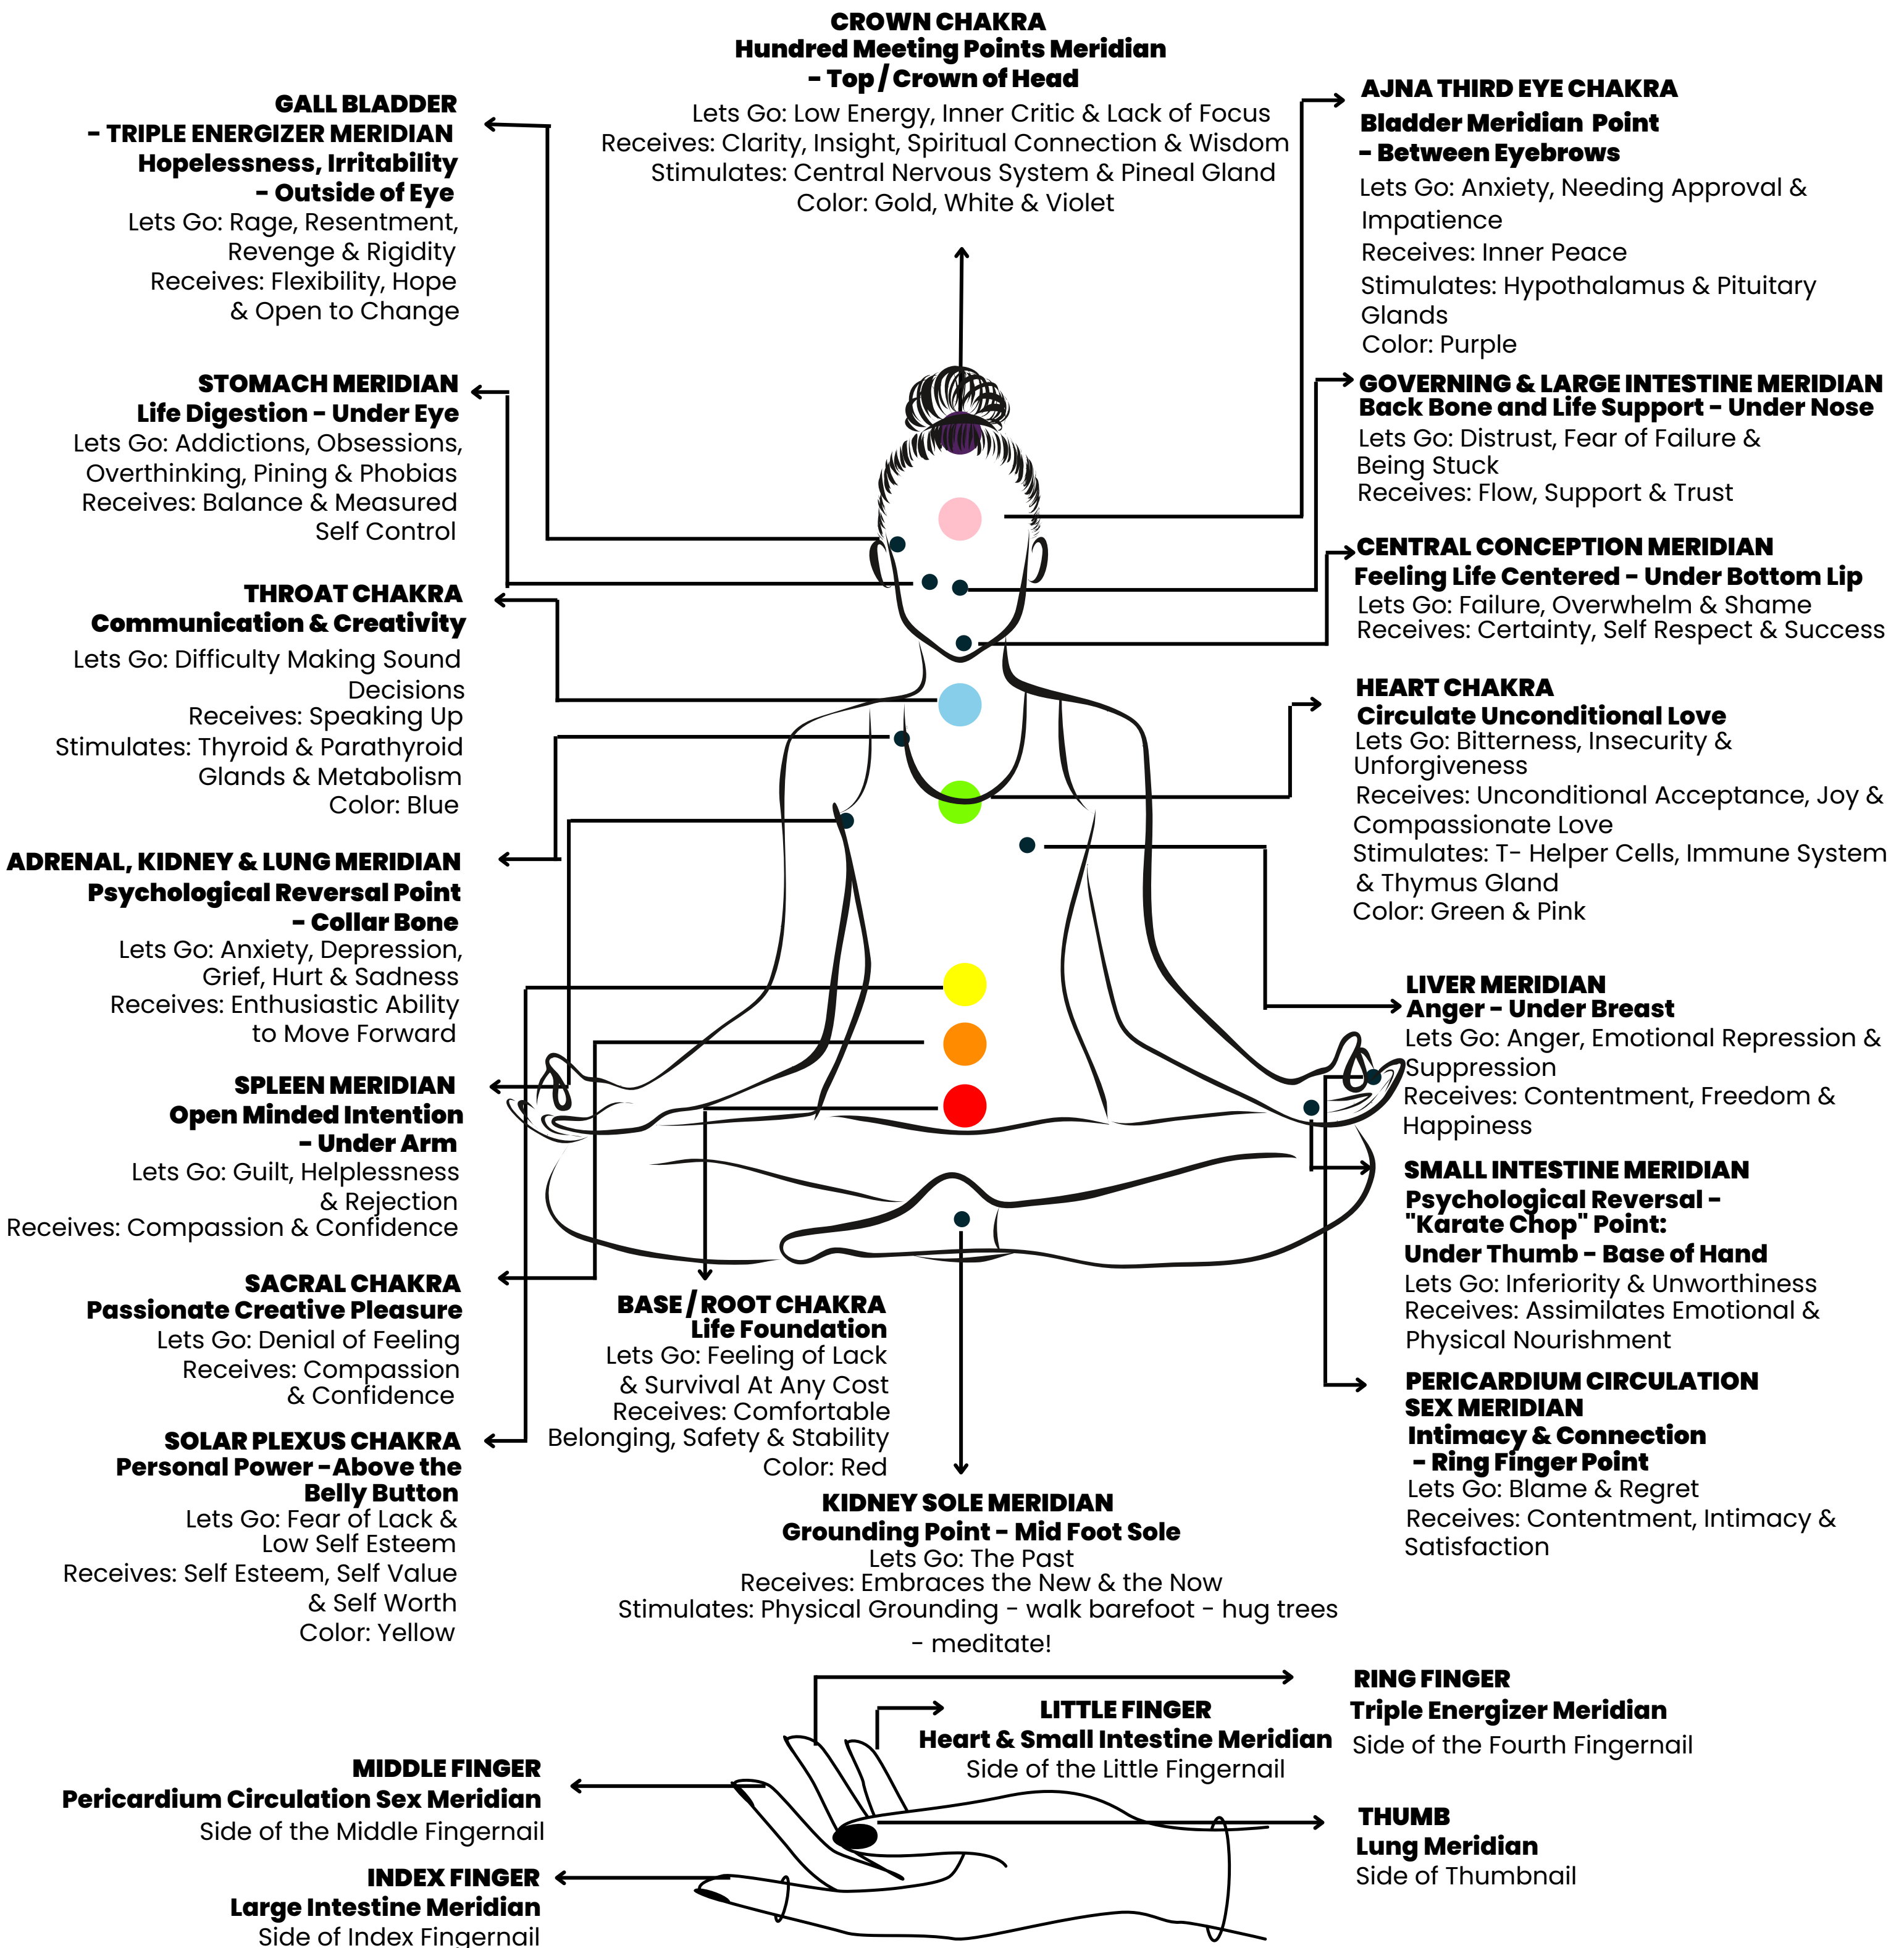 CROWN CHAKRA
Hundred Meeting Points Meridian
- Top / Crown of Head
Lets Go: Low Energy, Inner Critic & Lack of Focus
Receives: Clarity, Insight, Spiritual Connection & Wisdom
Stimulates: Central Nervous System & Pineal Gland
Color: Gold, White & Violet
GALL BLADDER
- TRIPLE ENERGIZER MERIDIAN
Hopelessness, Irritability
- Outside of Eye
Lets Go: Rage, Resentment,
Revenge & Rigidity
Receives: Flexibility, Hope
& Open to Change
STOMACH MERIDIAN
Life Digestion - Under Eye
Lets Go: Addictions, Obsessions,
Overthinking, Pining & Phobias
Receives: Balance & Measured
Self Control
THROAT CHAKRA
Communication & Creativity
Lets Go: Difficulty Making Sound
Decisions
Receives: Speaking Up
Stimulates: Thyroid & Parathyroid
Glands & Metabolism
Color: Blue
ADRENAL, KIDNEY & LUNG MERIDIAN
Psychological Reversal Point
- Collar Bone
Lets Go: Anxiety, Depression,
Grief, Hurt & Sadness
Receives: Enthusiastic Ability
to Move Forward
SPLEEN MERIDIAN
Open Minded Intention
- Under Arm
Lets Go: Guilt, Helplessness
& Rejection
Receives: Compassion & Confidence
SACRAL CHAKRA
Passionate Creative Pleasure
Lets Go: Denial of Feeling
Receives: Compassion
& Confidence
SOLAR PLEXUS CHAKRA
Personal Power -Above the
Belly Button
Lets Go: Fear of Lack &
Low Self Esteem
Receives: Self Esteem, Self Value
& Self Worth
Color: Yellow
AJNA THIRD EYE CHAKRA
Bladder Meridian Point
- Between Eyebrows
Lets Go: Anxiety, Needing Approval &
Impatience
Receives: Inner Peace
Stimulates: Hypothalamus & Pituitary
Glands
Color: Purple
GOVERNING & LARGE INTESTINE MERIDIAN
Back Bone and Life Support - Under Nose
Lets Go: Distrust, Fear of Failure &
Being Stuck
Receives: Flow, Support & Trust
CENTRAL CONCEPTION MERIDIAN
Feeling Life Centered - Under Bottom Lip
Lets Go: Failure, Overwhelm & Shame
Receives: Certainty, Self Respect & Success
HEART CHAKRA
Circulate Unconditional Love
Lets Go: Bitterness, Insecurity &
Unforgiveness
Receives: Unconditional Acceptance, Joy &
Compassionate Love
Stimulates: T- Helper Cells, Immune System
& Thymus Gland
Color: Green & Pink
LIVER MERIDIAN
Anger - Under Breast
Lets Go: Anger, Emotional Repression &
Suppression
Receives: Contentment, Freedom &
Happiness
SMALL INTESTINE MERIDIAN
Psychological Reversal -
"Karate Chop" Point:
Under Thumb - Base of Hand
Lets Go: Inferiority & Unworthiness
Receives: Assimilates Emotional &
Physical Nourishment
PERICARDIUM CIRCULATION
SEX MERIDIAN
Intimacy & Connection
- Ring Finger Point
Lets Go: Blame & Regret
Receives: Contentment, Intimacy &
Satisfaction
BASE / ROOT CHAKRA
Life Foundation
Lets Go: Feeling of Lack
& Survival At Any Cost
Receives: Comfortable
Belonging, Safety & Stability
Color: Red
KIDNEY SOLE MERIDIAN
Grounding Point - Mid Foot Sole
Lets Go: The Past
Receives: Embraces the New & the Now
Stimulates: Physical Grounding - walk barefoot - hug trees
- meditate!
RING FINGER
Triple Energizer Meridian
Side of the Fourth Fingernail
LITTLE FINGER
Heart & Small Intestine Meridian
Side of the Little Fingernail
MIDDLE FINGER
Pericardium Circulation Sex Meridian
Side of the Middle Fingernail
THUMB
Lung Meridian
Side of Thumbnail
INDEX FINGER
Large Intestine Meridian
Side of Index Fingernail